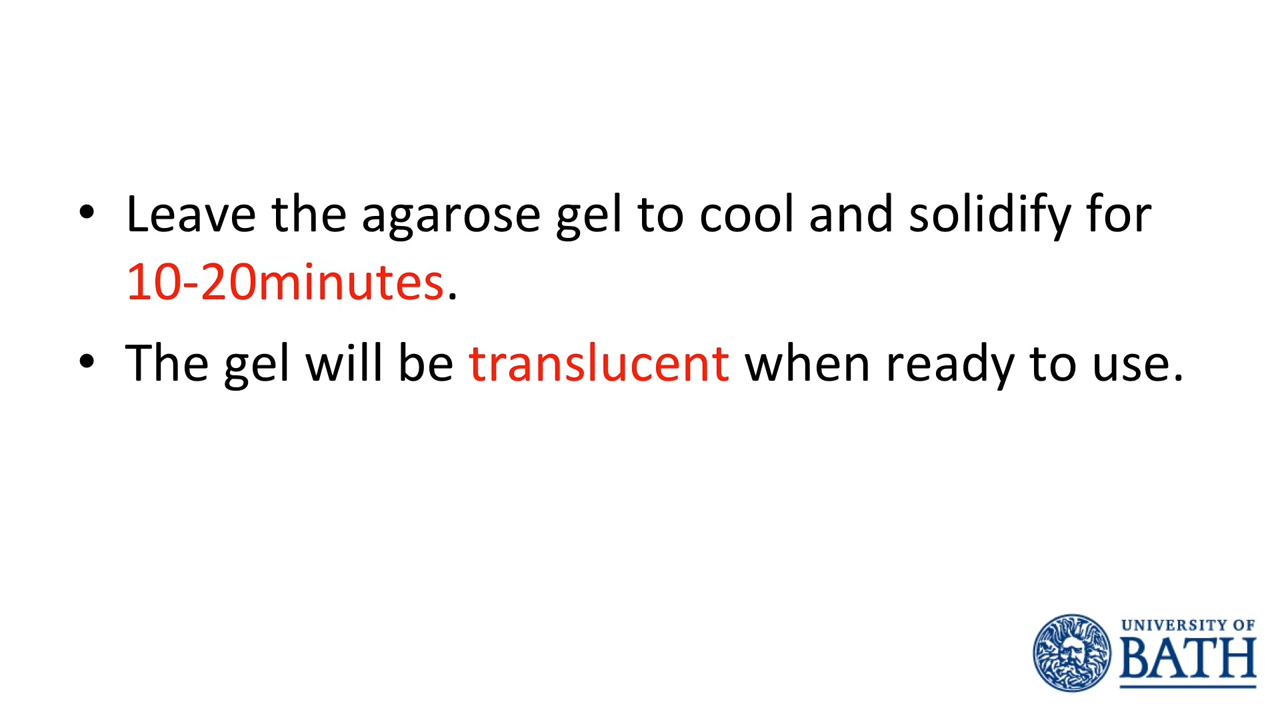 • Leave the agarose gel to cool and solidify for
10-20minutes.
• The gel will be translucent when ready to use.
UNIVERSITY OF
BATH